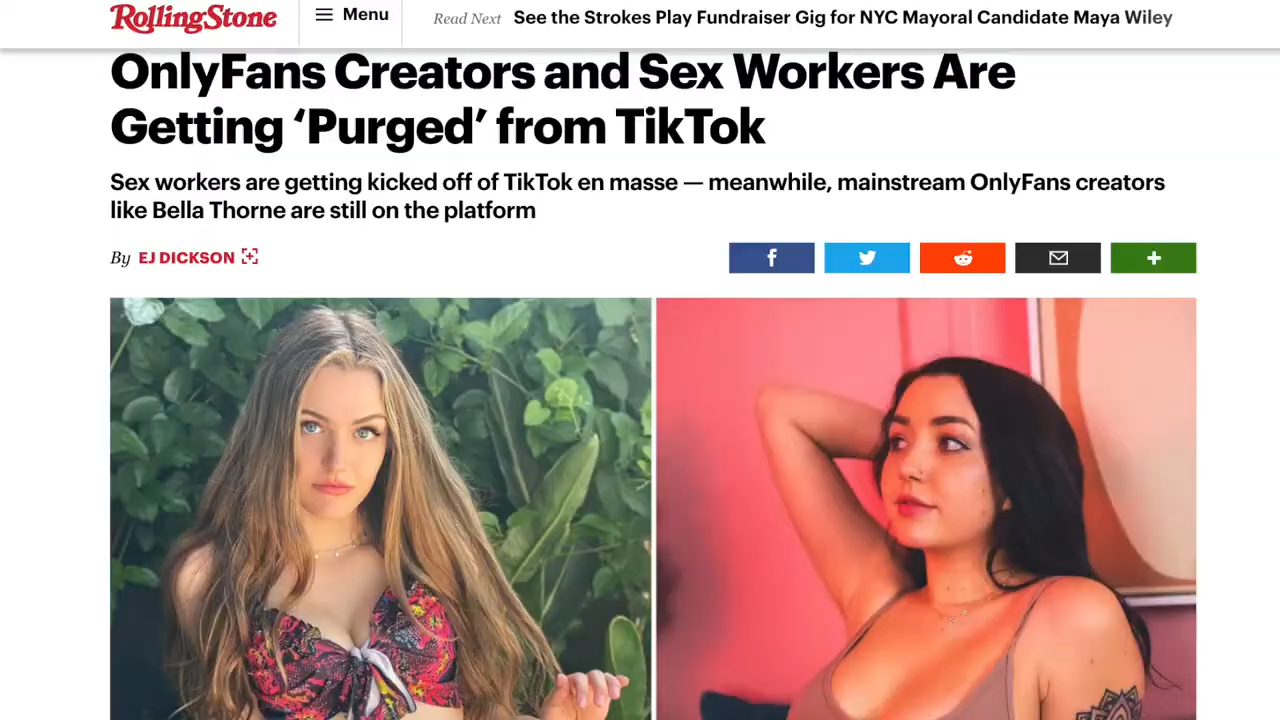 RollingStone
Menu
Read Next See the Strokes Play Fundraiser Gig for NYC Mayoral Candidate Maya Wiley
OnlyFans Creators and Sex Workers Are
Getting ‘Purged’ from TikTok
Sex workers are getting kicked off of TikTok en masse — meanwhile, mainstream OnlyFans creators
like Bella Thorne are still on the platform
By EJ DICKSON